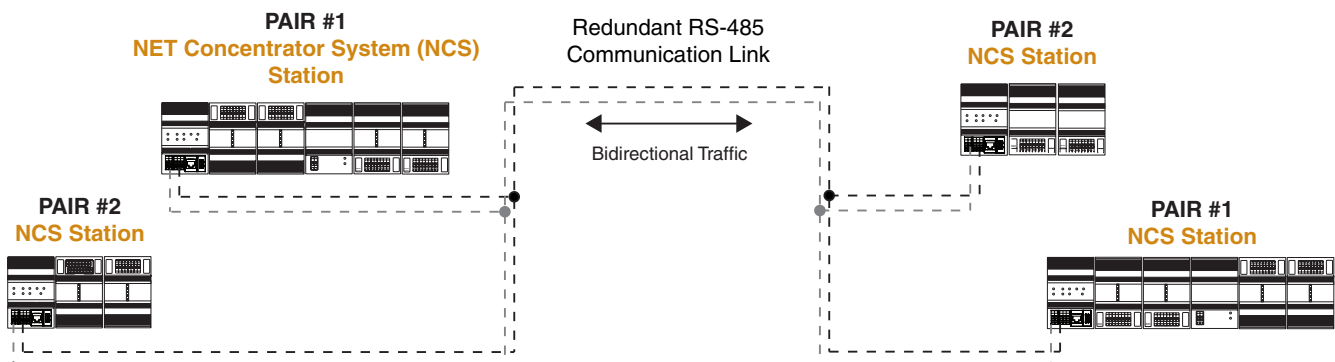 PAIR #1
NET Concentrator System (NCS)
Station
Redundant RS-485
Communication Link
PAIR #2
NCS Station
Bidirectional Traffic
PAIR #2
NCS Station
PAIR #1
NCS Station